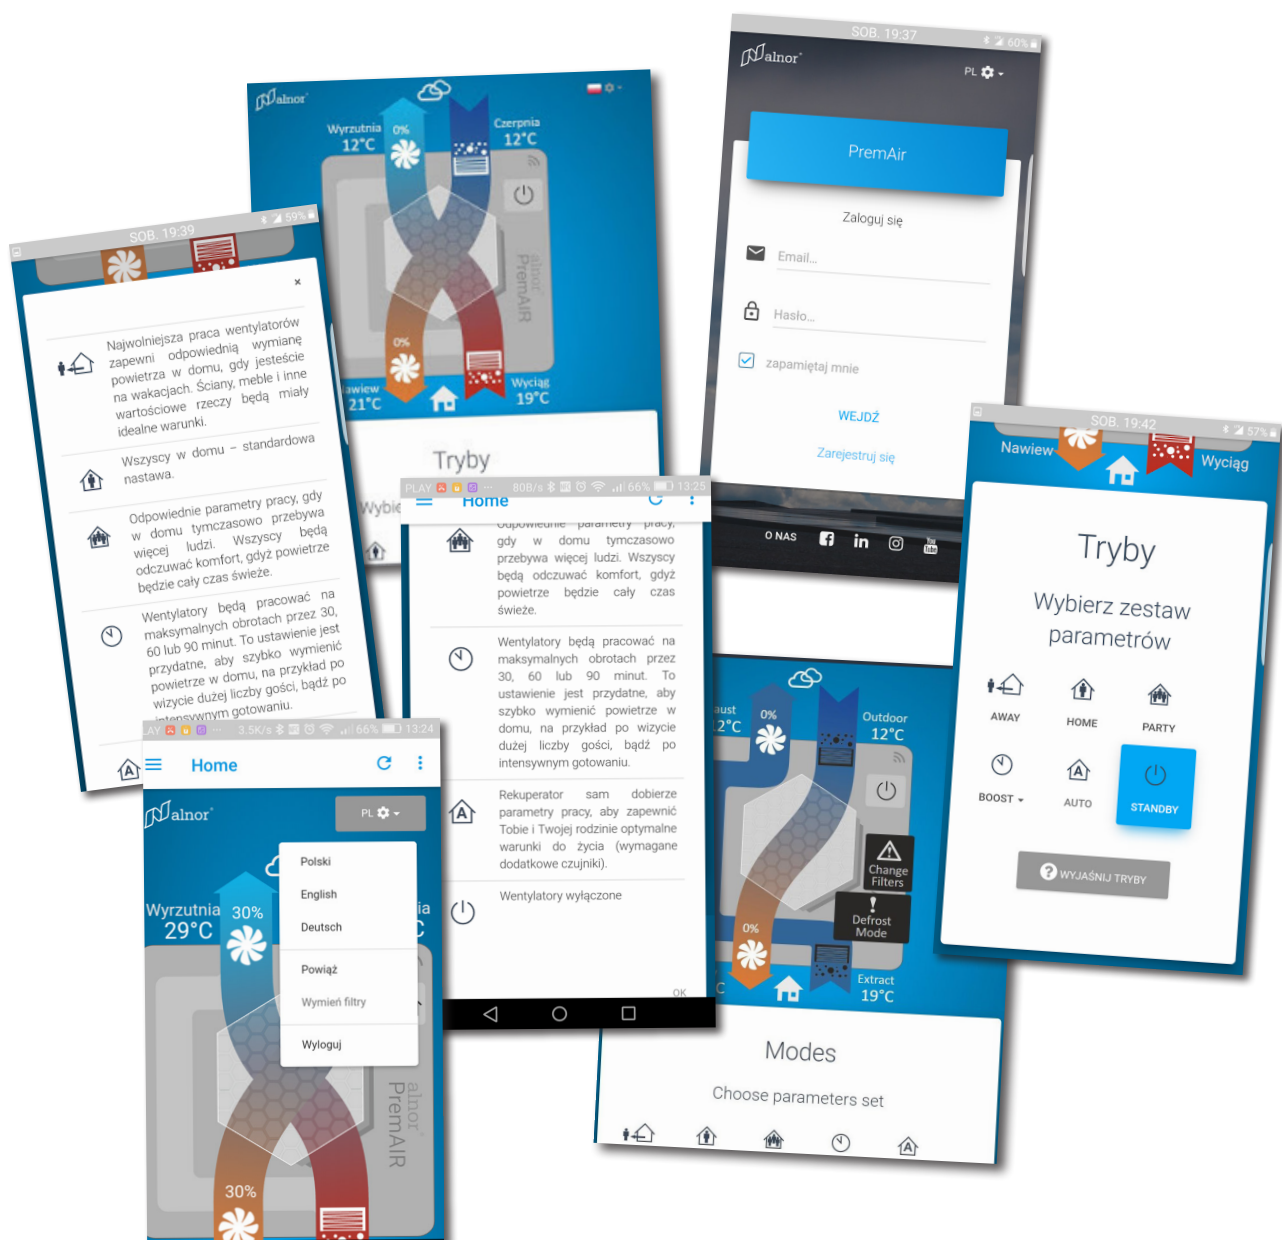 alnor
Wyrzutnia
12°C
0%
Czerpnia
12°C
alnor
PremAIR
0%
21°C
Wyciąg
19°C
Tryby
SOB. 19:37
60%
alnor
PL
PremAir
Zaloguj się
Email...
Hasło...
zapamiętaj mnie
WEJDŹ
Zarejestruj się
O NAS
in
You
Tube
SOB. 19:39
59%
×
Najwolniejsza praca wentylatorów
zapewni odpowiednią wymianę
powietrza w domu, gdy jesteście
na wakacjach. Ściany, meble i inne
wartościowe rzeczy będą miały
idealne warunki.
Wszyscy w domu – standardowa
nastawa.
Odpowiednie parametry pracy, gdy
w domu tymczasowo przebywa
więcej ludzi. Wszyscy będą
odczuwać komfort, gdyż powietrze
będzie cały czas świeże.
Wentylatory będą pracować na
maksymalnych obrotach przez 30,
60 lub 90 minut. To ustawienie jest
przydatne, aby szybko wymienić
powietrze w domu, na przykład po
wizycie dużej liczby gości, bądź po
intensywnym gotowaniu.
A
PLAY ... 80B/s 66% 13:25
Home
Odpowiednie parametry pracy,
gdy w domu tymczasowo
przebywa więcej ludzi. Wszyscy
będą odczuwać komfort, gdyż
powietrze będzie cały czas
świeże.
Wentylatory będą pracować na
maksymalnych obrotach przez
30, 60 lub 90 minut. To
ustawienie jest przydatne, aby
szybko wymienić powietrze w
domu, na przykład po wizycie
dużej liczby gości, bądź po
intensywnym gotowaniu.
A
Rekuperator sam dobierze
parametry pracy, aby zapewnić
Tobie i Twojej rodzinie optymalne
warunki do życia (wymagane
dodatkowe czujniki).
Wentylatory wyłączone
OK
SOB. 19:42
57%
Nawiew
Wyciąg
Tryby
Wybierz zestaw
parametrów
AWAY
HOME
PARTY
BOOST
A
AUTO
STANDBY
? WYJAŚNIJ TRYBY
3.5K/s 66% 13:24
Home
alnor
PL
Polski
English
Deutsch
Powiąż
Wymień filtry
Wyloguj
Wyrzutnia
29°C
30%
alnor
PremAIR
30%
0%
Outdoor
12°C
Change
Filters
Defrost
Mode
0%
Extract
19°C
Modes
Choose parameters set
A